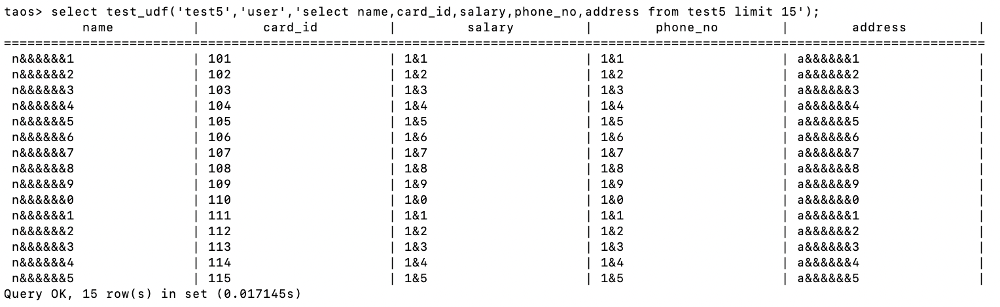 taos> select test_udf('test5','user','select name,card_id,salary,phone_no,address from test5 limit 15');
name | card_id | salary | phone_no | address |
=============================================================================================================================
n&&&&&&1 | 101 | 1&1 | 1&1 | a&&&&&&1 |
n&&&&&&2 | 102 | 1&2 | 1&2 | a&&&&&&2 |
n&&&&&&3 | 103 | 1&3 | 1&3 | a&&&&&&3 |
n&&&&&&4 | 104 | 1&4 | 1&4 | a&&&&&&4 |
n&&&&&&5 | 105 | 1&5 | 1&5 | a&&&&&&5 |
n&&&&&&6 | 106 | 1&6 | 1&6 | a&&&&&&6 |
n&&&&&&7 | 107 | 1&7 | 1&7 | a&&&&&&7 |
n&&&&&&8 | 108 | 1&8 | 1&8 | a&&&&&&8 |
n&&&&&&9 | 109 | 1&9 | 1&9 | a&&&&&&9 |
n&&&&&&0 | 110 | 1&0 | 1&0 | a&&&&&&0 |
n&&&&&&1 | 111 | 1&1 | 1&1 | a&&&&&&1 |
n&&&&&&2 | 112 | 1&2 | 1&2 | a&&&&&&2 |
n&&&&&&3 | 113 | 1&3 | 1&3 | a&&&&&&3 |
n&&&&&&4 | 114 | 1&4 | 1&4 | a&&&&&&4 |
n&&&&&&5 | 115 | 1&5 | 1&5 | a&&&&&&5 |
Query OK, 15 row(s) in set (0.017145s)